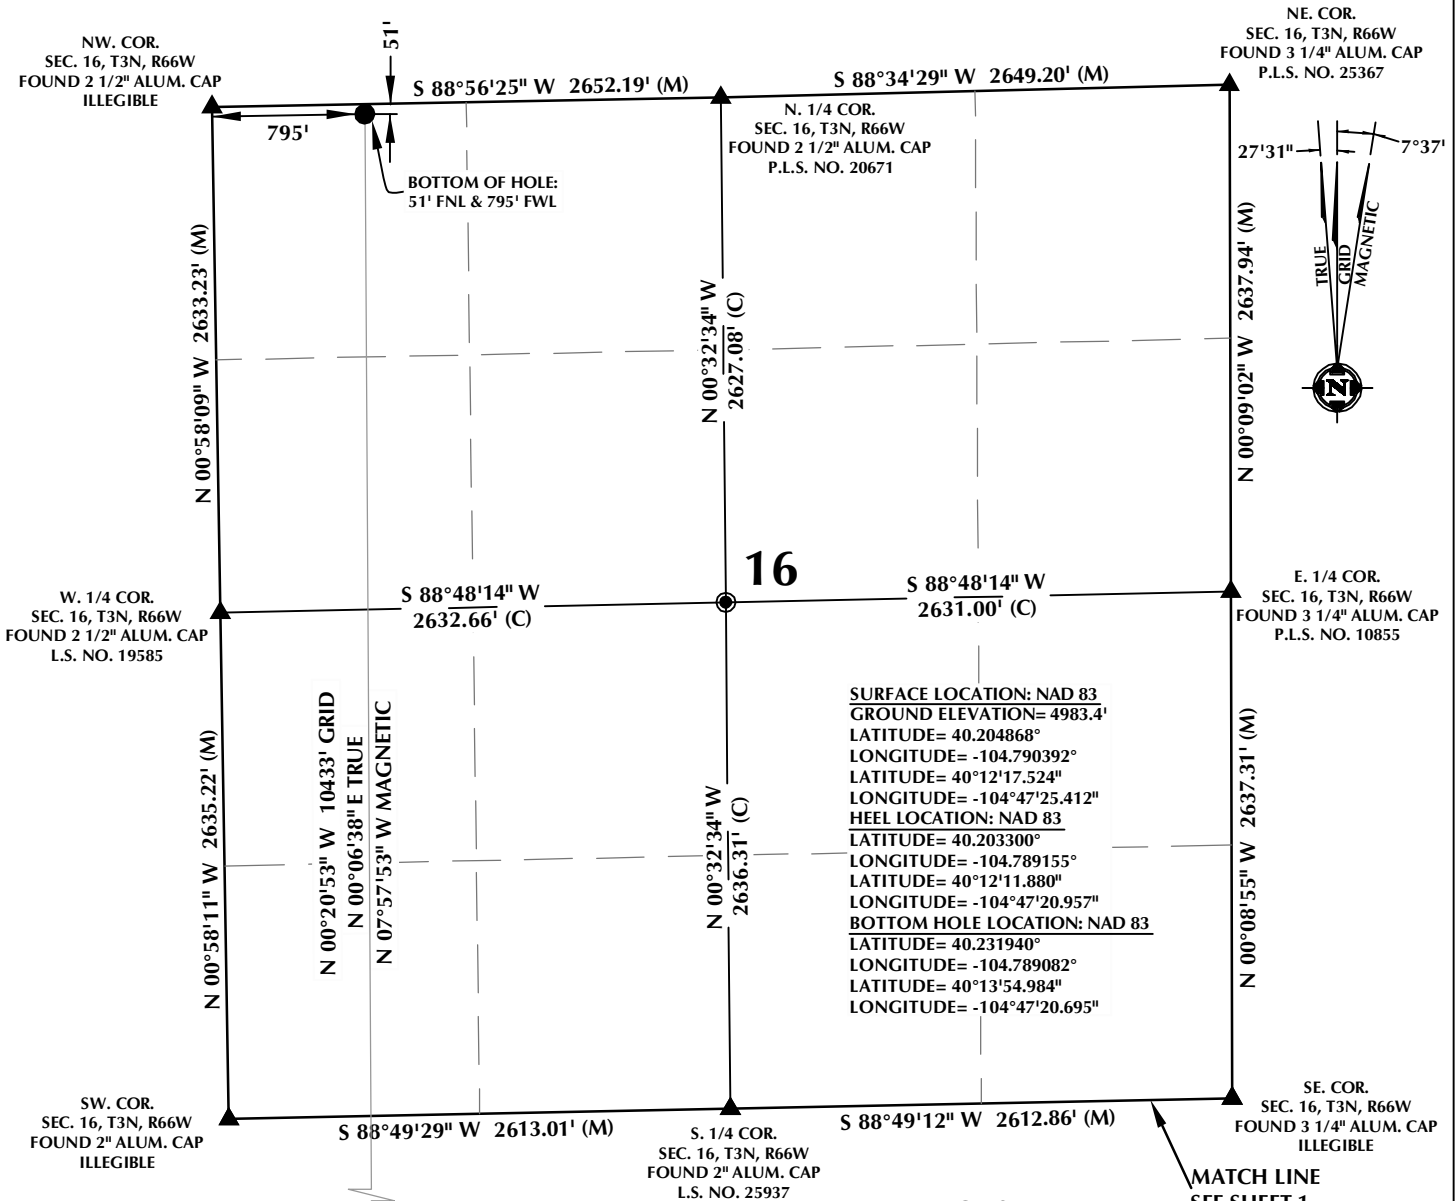 NW. COR.
SEC. 16, T3N, R66W
FOUND 2 1/2" ALUM. CAP
ILLEGIBLE
51'
S 88°56'25" W 2652.19' (M)
S 88°34'29" W 2649.20' (M)
NE. COR.
SEC. 16, T3N, R66W
FOUND 3 1/4" ALUM. CAP
P.L.S. NO. 25367
795'
N. 1/4 COR.
SEC. 16, T3N, R66W
FOUND 2 1/2" ALUM. CAP
P.L.S. NO. 20671
27'31"
7°37'
BOTTOM OF HOLE:
51' FNL & 795' FWL
TRUE
GRID
MAGNETIC
N
N 00°58'09" W 2633.23' (M)
N 00°32'34" W
2627.08' (C)
N 00°09'02" W 2637.94' (M)
16
W. 1/4 COR.
SEC. 16, T3N, R66W
FOUND 2 1/2" ALUM. CAP
L.S. NO. 19585
S 88°48'14" W
2632.66' (C)
S 88°48'14" W
2631.00' (C)
E. 1/4 COR.
SEC. 16, T3N, R66W
FOUND 3 1/4" ALUM. CAP
P.L.S. NO. 10855
N 00°58'11" W 2635.22' (M)
N 00°20'53" W 10433' GRID
N 00°06'38" E TRUE
N 07°57'53" W MAGNETIC
N 00°32'34" W
2636.31' (C)
SURFACE LOCATION: NAD 83
GROUND ELEVATION= 4983.4'
LATITUDE= 40.204868°
LONGITUDE= -104.790392°
LATITUDE= 40°12'17.524"
LONGITUDE= -104°47'25.412"
HEEL LOCATION: NAD 83
LATITUDE= 40.203300°
LONGITUDE= -104.789155°
LATITUDE= 40°12'11.880"
LONGITUDE= -104°47'20.957"
BOTTOM HOLE LOCATION: NAD 83
LATITUDE= 40.231940°
LONGITUDE= -104.789082°
LATITUDE= 40°13'54.984"
LONGITUDE= -104°47'20.695"
N 00°08'55" W 2637.31' (M)
SW. COR.
SEC. 16, T3N, R66W
FOUND 2" ALUM. CAP
ILLEGIBLE
S 88°49'29" W 2613.01' (M)
S. 1/4 COR.
SEC. 16, T3N, R66W
FOUND 2" ALUM. CAP
L.S. NO. 25937
S 88°49'12" W 2612.86' (M)
SE. COR.
SEC. 16, T3N, R66W
FOUND 3 1/4" ALUM. CAP
ILLEGIBLE
MATCH LINE
SEE SHEET 1